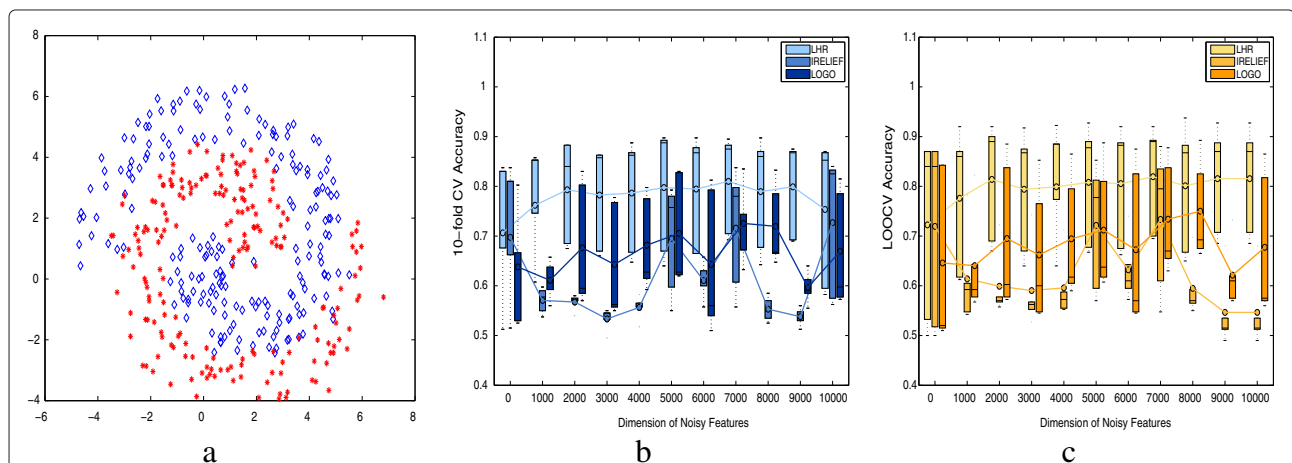 8
6
4
2
0
−2
−4
−6 −4 −2 0 2 4 6 8
a
10−fold CV Accuracy
1.1
1
0.9
0.8
0.7
0.6
0.5
0.4
LHR
IRELIEF
LOGO
0 1000 2000 3000 4000 5000 6000 7000 8000 9000 10000
Dimension of Noisy Features
b
LOOCV Accuracy
1.1
1
0.9
0.8
0.7
0.6
0.5
0.4
LHR
IRELIEF
LOGO
0 1000 2000 3000 4000 5000 6000 7000 8000 9000 10000
Dimension of Noisy Features
c